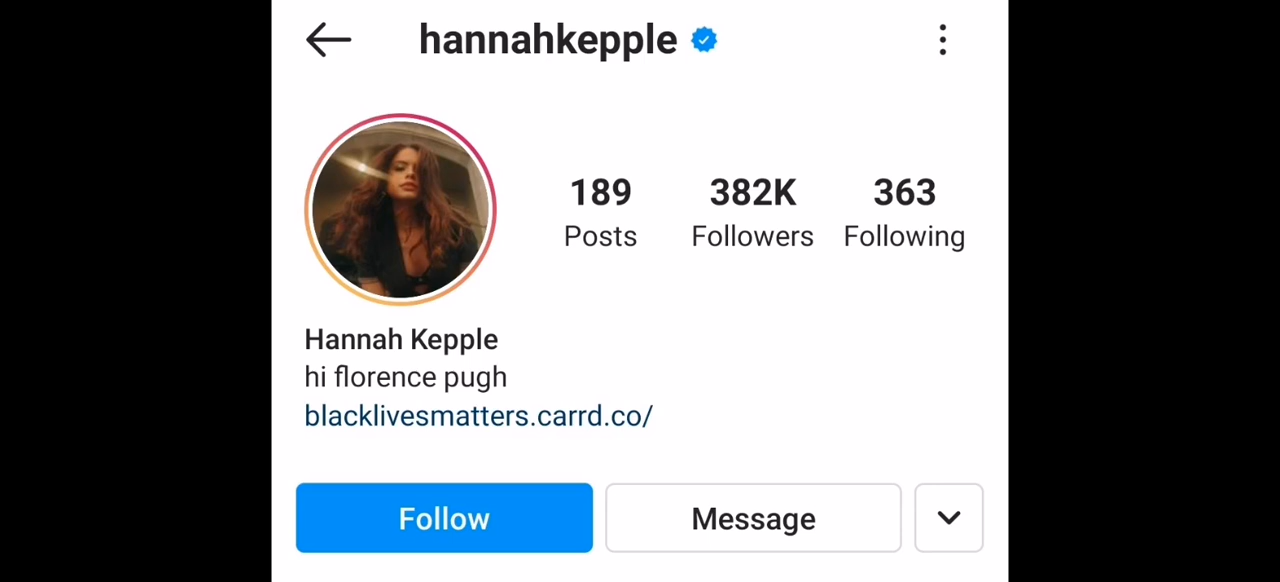 hannahkepple
189 382K 363
Posts Followers Following
Hannah Kepple
hi florence pugh
blacklivesmatters.carrd.co/
Follow Message